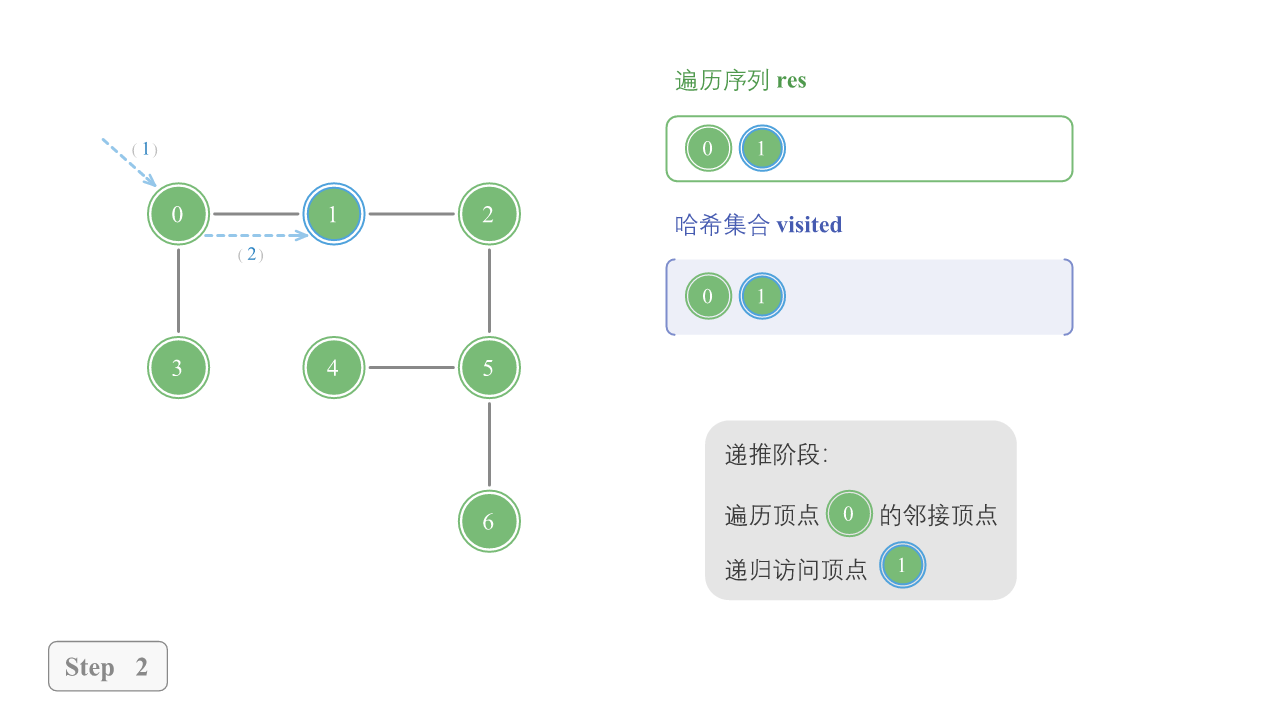 遍历序列 res
0 1
(1)
0 1 2
(2)
哈希集合 visited
0 1
3 4 5
6
递推阶段：
遍历顶点 0 的邻接顶点
递归访问顶点 1
Step 2